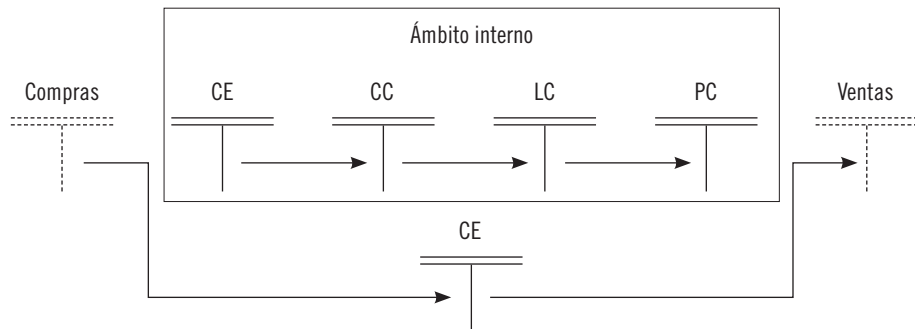 Ámbito interno
Compras CE CC LC PC Ventas
CE